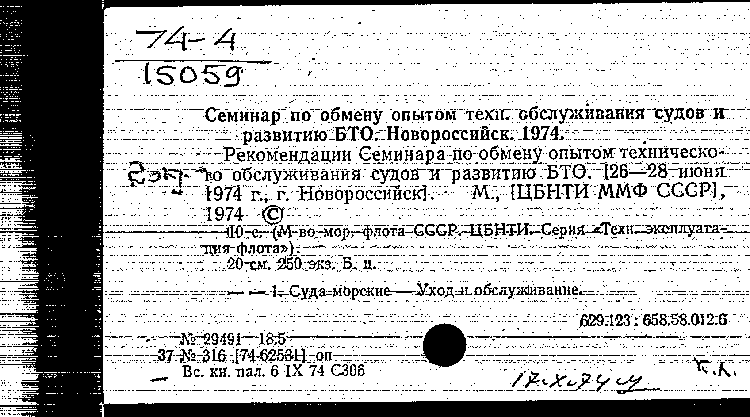 74-4
15059
Семинар по обмену опытом техн. обслуживания судов и
развитию БТО. Новороссийск. 1974.
Рекомендации Семинара по обмену опытом техническо-
го обслуживания судов и развитию БТО. [26—28 июня
1974 г., г. Новороссийск]. М., [ЦБНТИ ММФ СССР],
1974 ©
10 с. (М-во мор. флота СССР. ЦБНТИ. Серия «Техн. эксплуата-
ция флота»).
20 см. 250 экз. Б. ц.
— — 1. Суда морские — Уход и обслуживание.
629.123 : 658.58.012.6
№ 29491 18.5
37 № 316 [74-62531] оп
Вс. кн. пал. 6 IX 74 С306
17.X.74